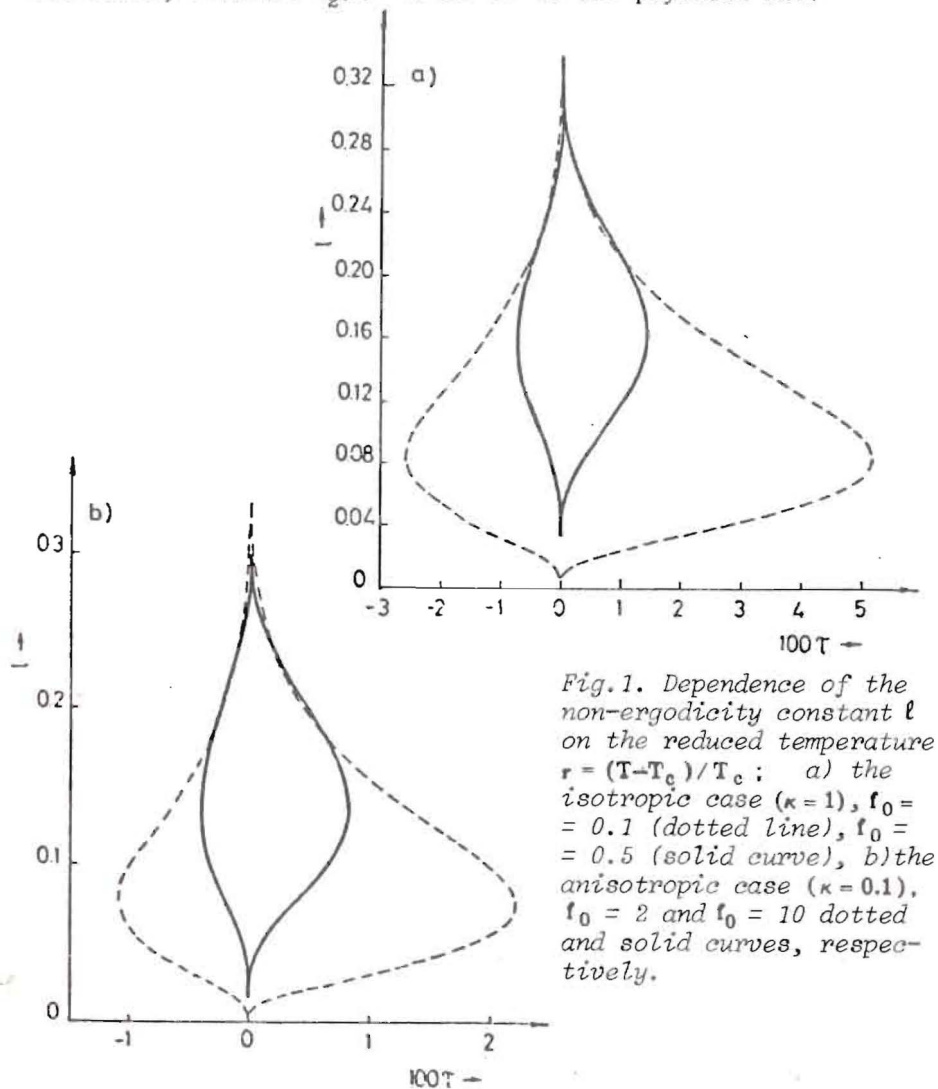 a)
0.32
0.28
0.24
0.20
0.16
0.12
0.08
0.04
0
-3 -2 -1 0 1 2 3 4 5
100τ →
l →
b)
03
0.2
0.1
0
-1 0 1 2
100τ →
l →
Fig.1. Dependence of the
non-ergodicity constant ℓ
on the reduced temperature
r = (T-Tc)/Tc; a) the
isotropic case (κ = 1), f0 =
= 0.1 (dotted line), f0 =
= 0.5 (solid curve), b)the
anisotropic case (κ = 0.1),
f0 = 2 and f0 = 10 dotted
and solid curves, respec-
tively.